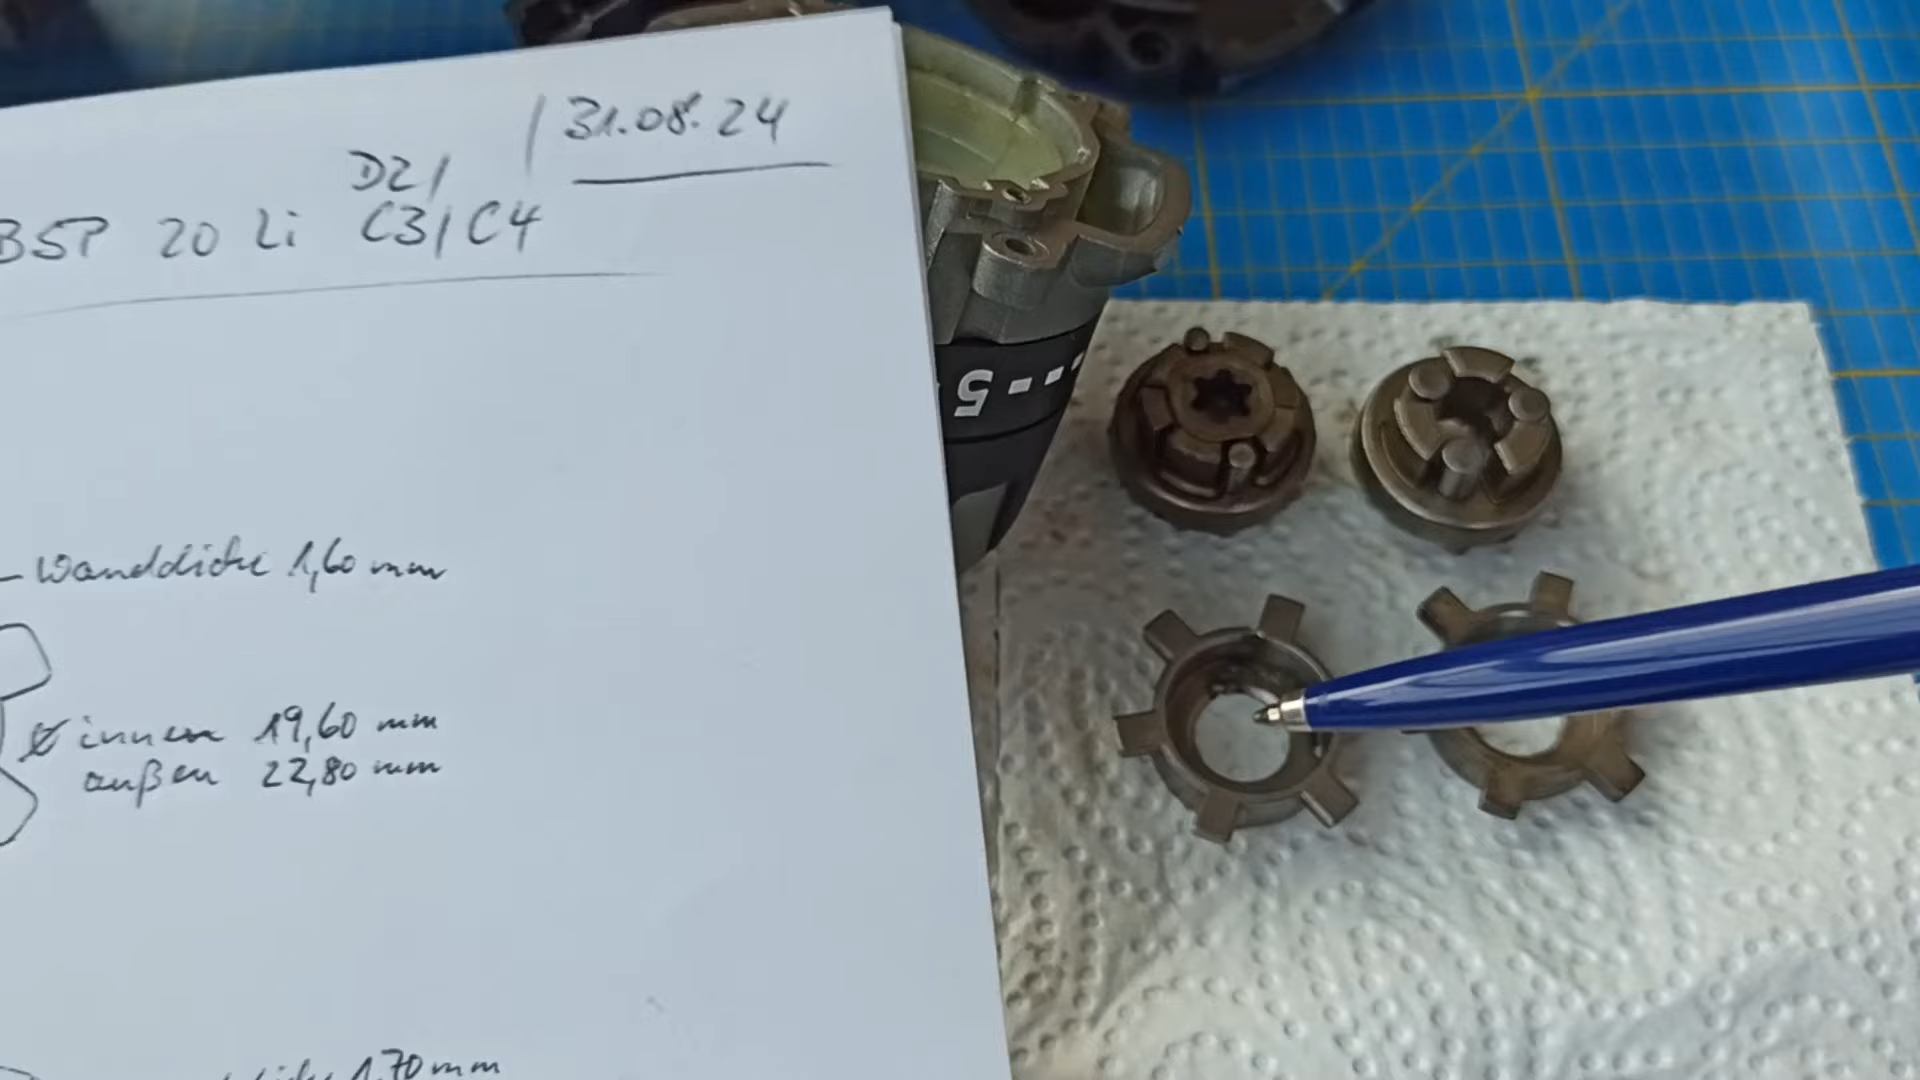 31.08.24
D2/
BSP 20 Li C3/C4
5
- Wanddicke 1,60 mm
Ø innen 19,60 mm
außen 22,80 mm
1,70 mm